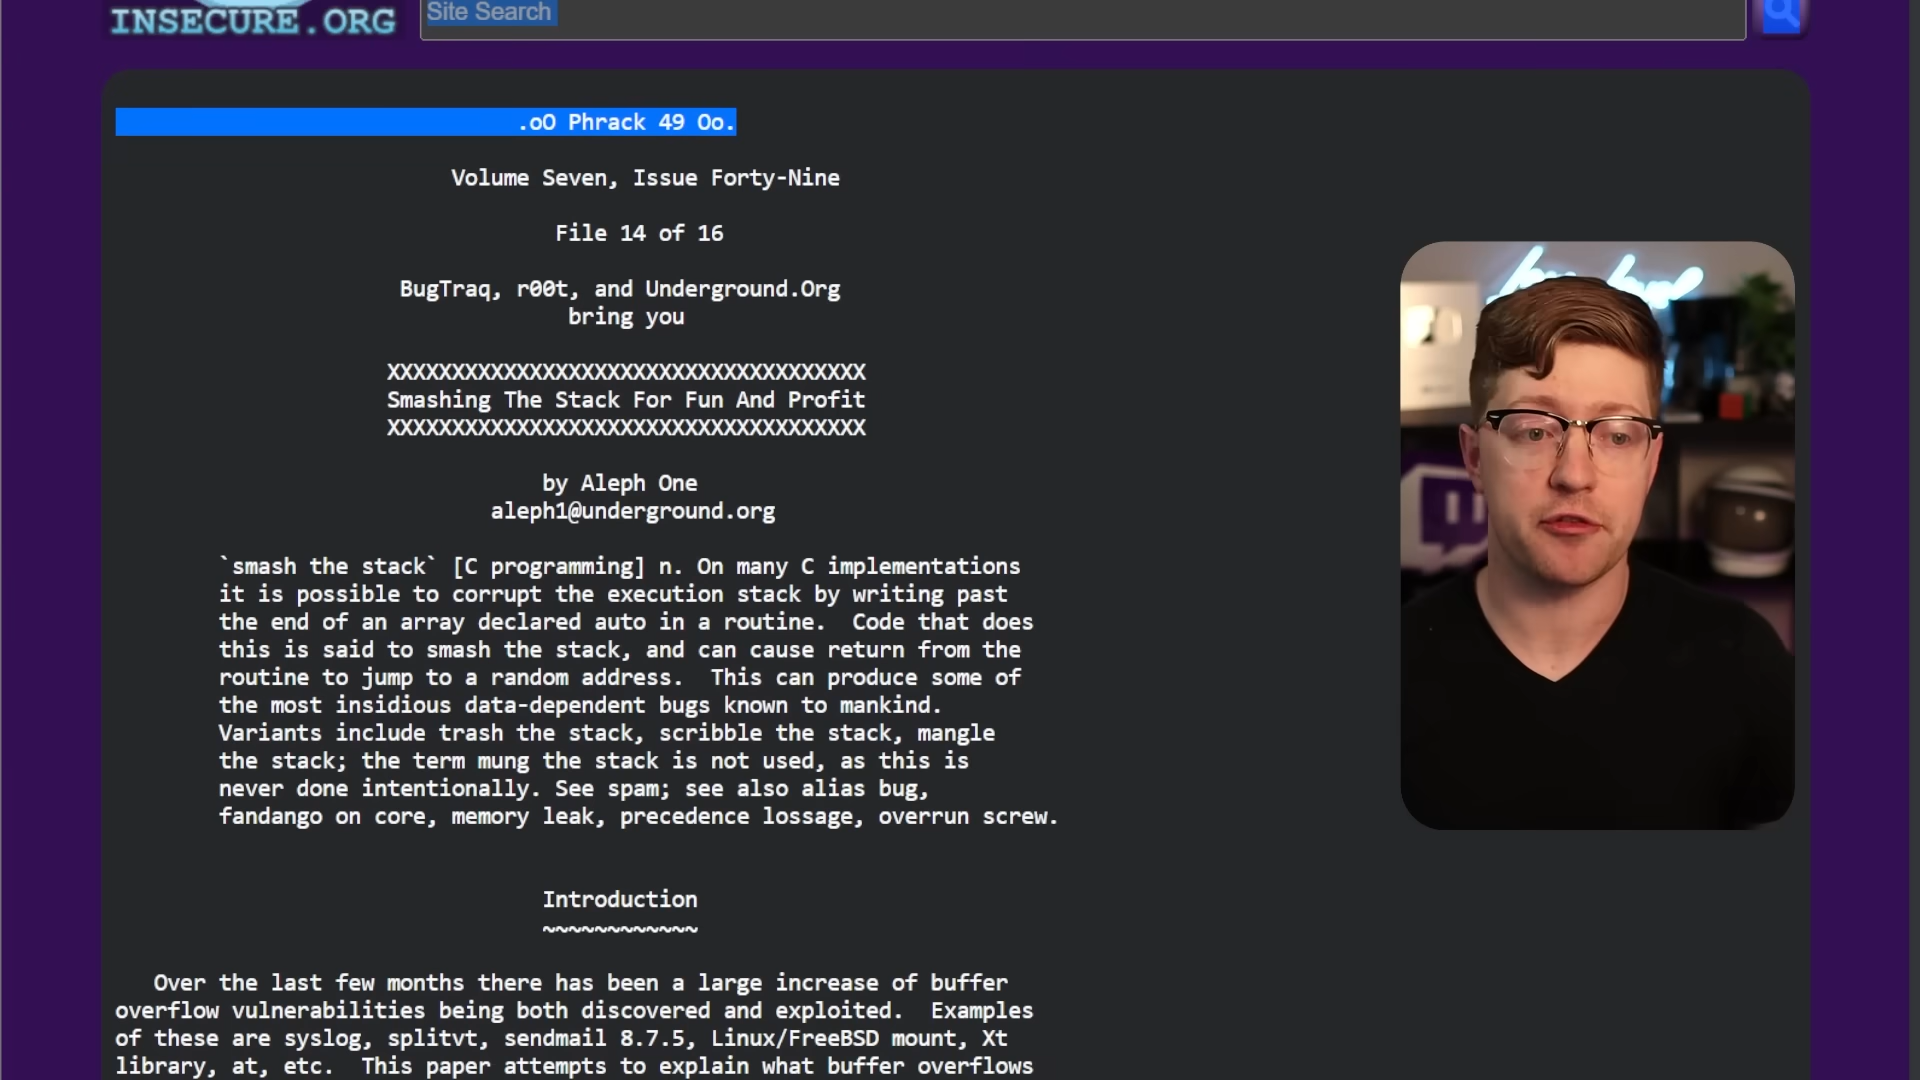 INSECURE.ORG
Site Search
.oO Phrack 49 Oo.
Volume Seven, Issue Forty-Nine
File 14 of 16
BugTraq, r00t, and Underground.Org
bring you
XXXXXXXXXXXXXXXXXXXXXXXXXXXXXXXXXXXXX
Smashing The Stack For Fun And Profit
XXXXXXXXXXXXXXXXXXXXXXXXXXXXXXXXXXXXX
by Aleph One
aleph1@underground.org
`smash the stack` [C programming] n. On many C implementations
it is possible to corrupt the execution stack by writing past
the end of an array declared auto in a routine.  Code that does
this is said to smash the stack, and can cause return from the
routine to jump to a random address.  This can produce some of
the most insidious data-dependent bugs known to mankind.
Variants include trash the stack, scribble the stack, mangle
the stack; the term mung the stack is not used, as this is
never done intentionally. See spam; see also alias bug,
fandango on core, memory leak, precedence lossage, overrun screw.
Introduction
~~~~~~~~~~~~
Over the last few months there has been a large increase of buffer
overflow vulnerabilities being both discovered and exploited.  Examples
of these are syslog, splitvt, sendmail 8.7.5, Linux/FreeBSD mount, Xt
library, at, etc.  This paper attempts to explain what buffer overflows